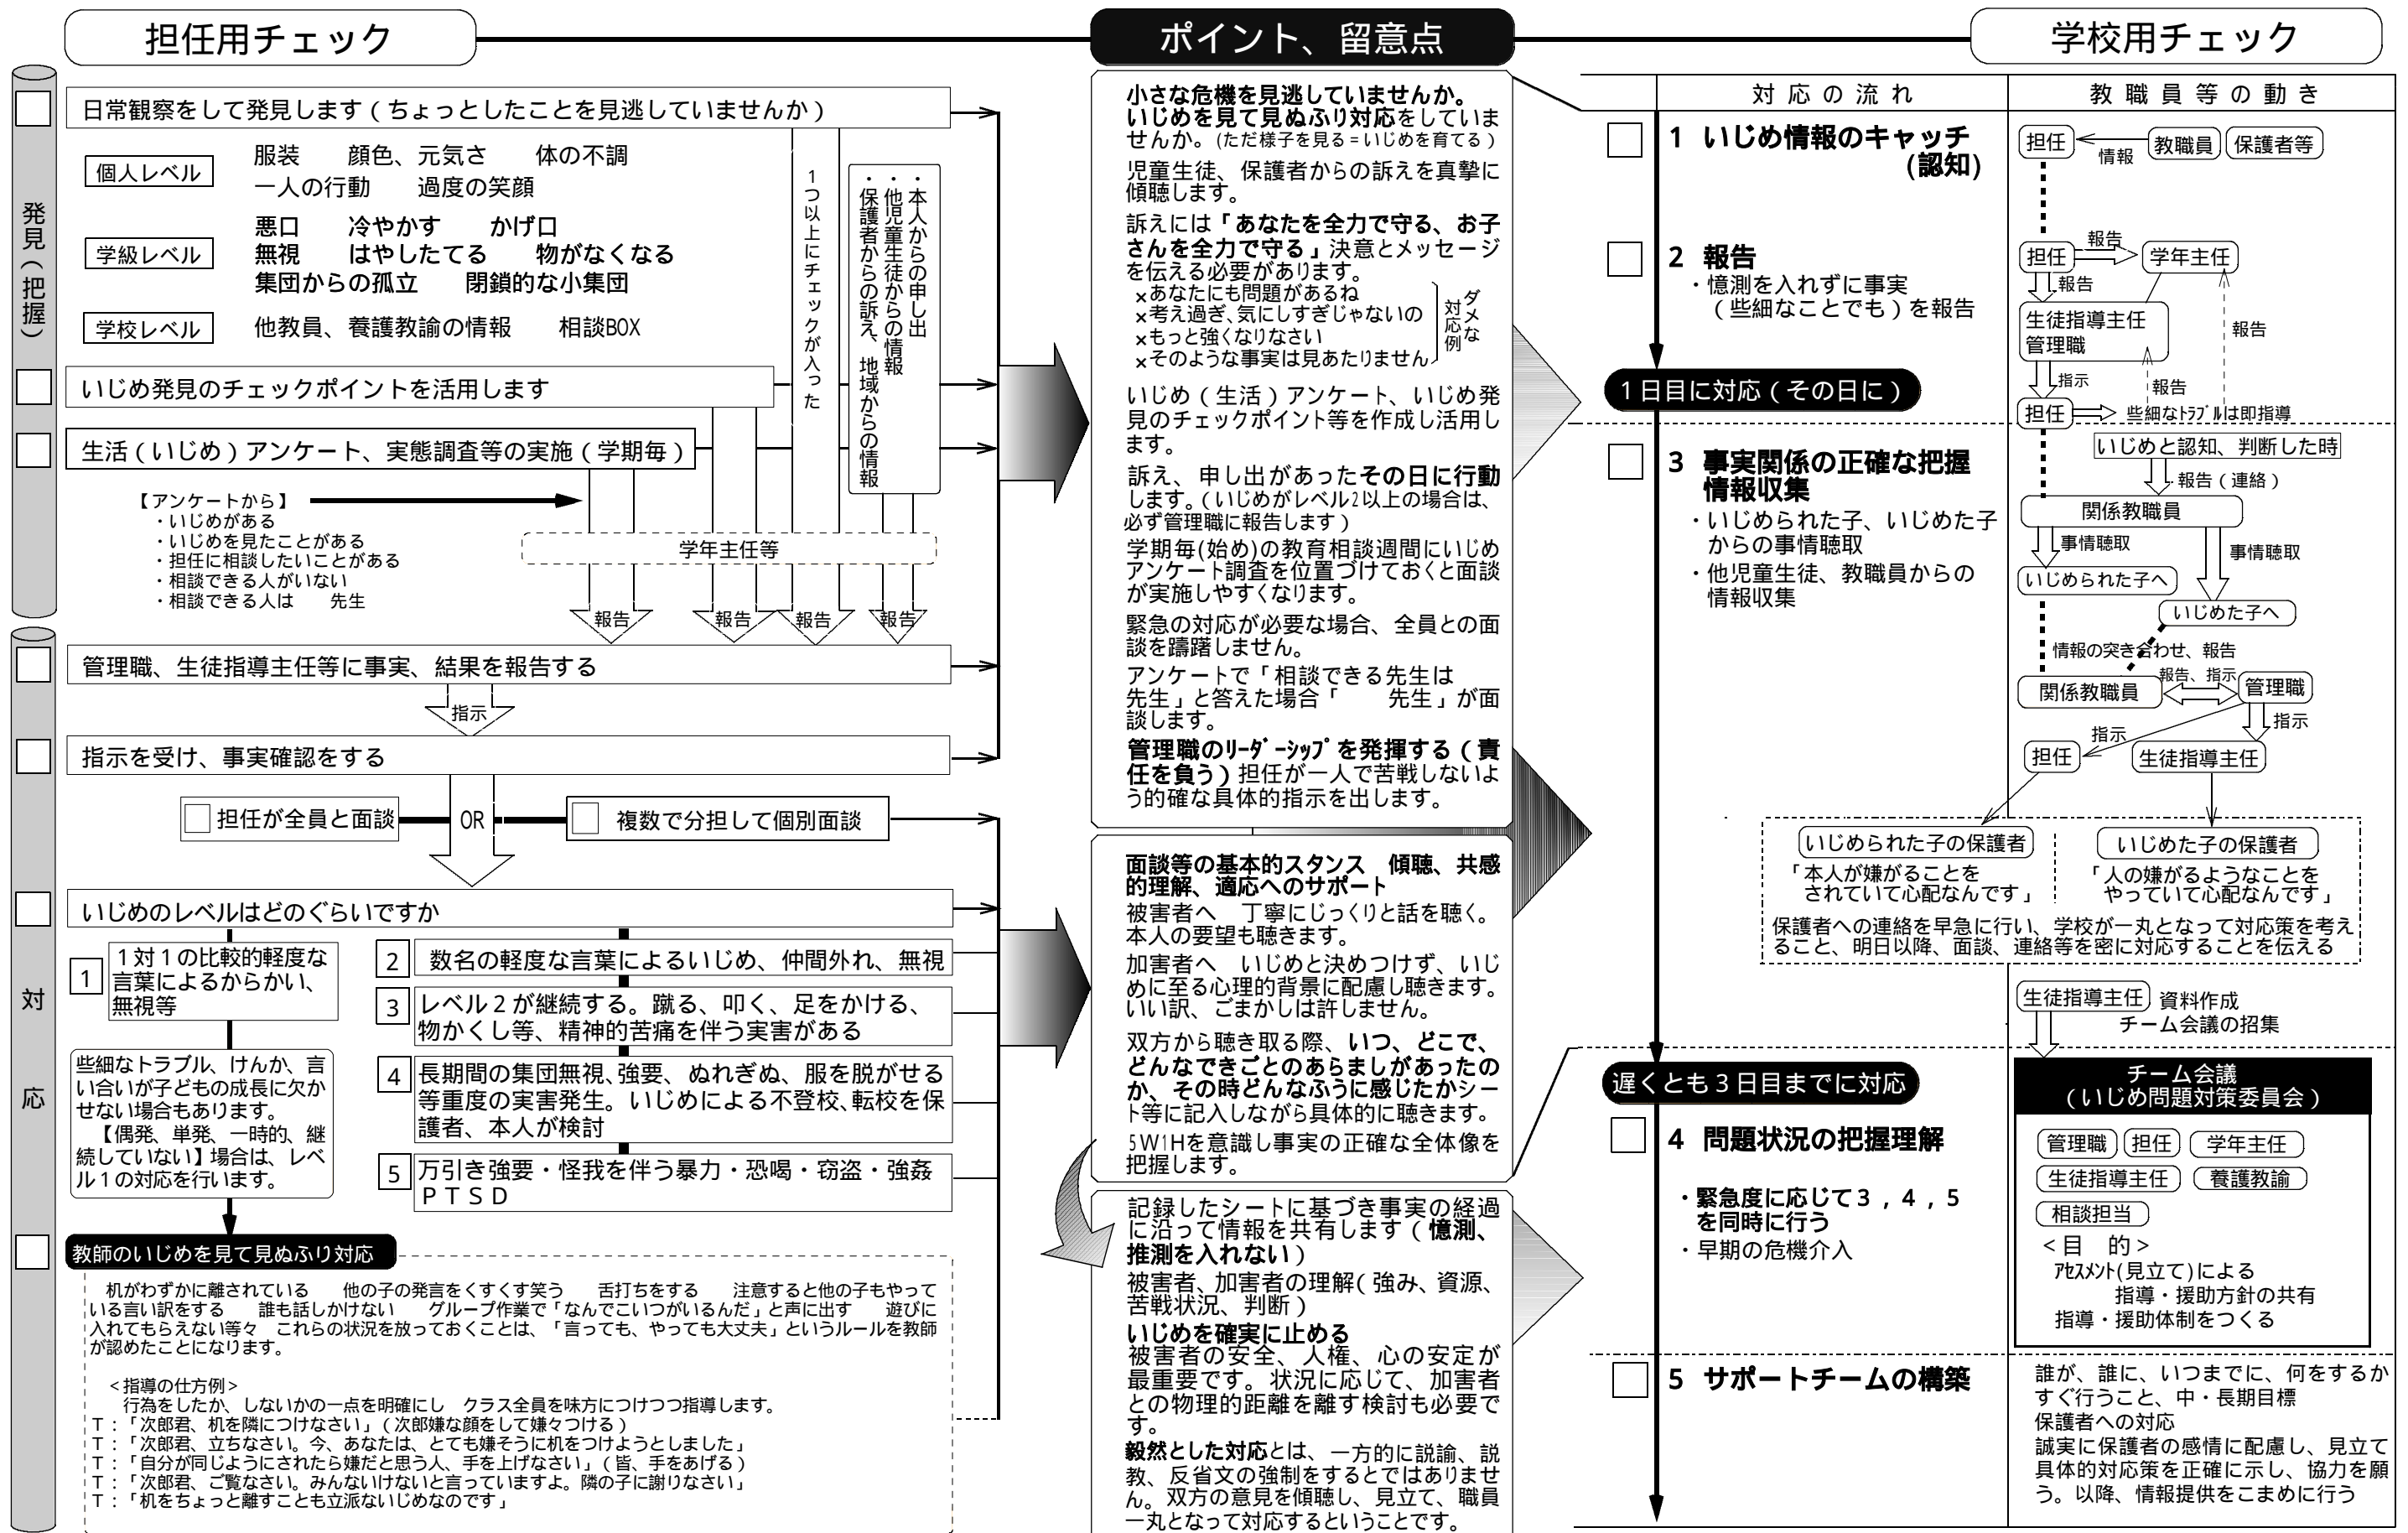 担任用チェック
ポイント、留意点
学校用チェック
発見(把握)
日常観察をして発見します（ちょっとしたことを見逃していませんか）
個人レベル
服装　顔色、元気さ　体の不調
一人の行動　過度の笑顔
学級レベル
悪口　冷やかす　かげ口
無視　はやしたてる　物がなくなる
集団からの孤立　閉鎖的な小集団
学校レベル
他教員、養護教諭の情報　相談BOX
1つ以上にチェックが入った
・本人からの申し出
・他児童生徒からの情報
・保護者からの訴え、地域からの情報
いじめ発見のチェックポイントを活用します
生活（いじめ）アンケート、実態調査等の実施（学期毎）
【アンケートから】
・いじめがある
・いじめを見たことがある
・担任に相談したいことがある
・相談できる人がいない
・相談できる人は　　先生
学年主任等
報告
報告
報告
報告
対応
管理職、生徒指導主任等に事実、結果を報告する
指示
指示を受け、事実確認をする
担任が全員と面談
OR
複数で分担して個別面談
いじめのレベルはどのぐらいですか
1
１対１の比較的軽度な
言葉によるからかい、
無視等
2
数名の軽度な言葉によるいじめ、仲間外れ、無視
3
レベル２が継続する。蹴る、叩く、足をかける、
物かくし等、精神的苦痛を伴う実害がある
4
長期間の集団無視、強要、ぬれぎぬ、服を脱がせる
等重度の実害発生。いじめによる不登校、転校を保
護者、本人が検討
5
万引き強要・怪我を伴う暴力・恐喝・窃盗・強姦
ＰＴＳＤ
些細なトラブル、けんか、言
い合いが子どもの成長に欠か
せない場合もあります。
【偶発、単発、一時的、継
続していない】場合は、レベ
ル１の対応を行います。
教師のいじめを見て見ぬふり対応
机がわずかに離されている　他の子の発言をくすくす笑う　舌打ちをする　注意すると他の子もやって
いる言い訳をする　誰も話しかけない　グループ作業で「なんでこいつがいるんだ」と声に出す　遊びに
入れてもらえない等々　これらの状況を放っておくことは、「言っても、やっても大丈夫」というルールを教師
が認めたことになります。
＜指導の仕方例＞
行為をしたか、しないかの一点を明確にし　クラス全員を味方につけつつ指導します。
Ｔ：「次郎君、机を隣につけなさい」（次郎嫌な顔をして嫌々つける）
Ｔ：「次郎君、立ちなさい。今、あなたは、とても嫌そうに机をつけようとしました」
Ｔ：「自分が同じようにされたら嫌だと思う人、手を上げなさい」（皆、手をあげる）
Ｔ：「次郎君、ご覧なさい。みんないけないと言っていますよ。隣の子に謝りなさい」
Ｔ：「机をちょっと離すことも立派ないじめなのです」
小さな危機を見逃していませんか。
いじめを見て見ぬふり対応をしていま
せんか。(ただ様子を見る＝いじめを育てる）
児童生徒、保護者からの訴えを真摯に
傾聴します。
訴えには「あなたを全力で守る、お子
さんを全力で守る」決意とメッセージ
を伝える必要があります。
×あなたにも問題があるね
×考え過ぎ、気にしすぎじゃないの
×もっと強くなりなさい
×そのような事実は見あたりません
ダメな
対応例
いじめ（生活）アンケート、いじめ発
見のチェックポイント等を作成し活用し
ます。
訴え、申し出があったその日に行動
します。（いじめがレベル2以上の場合は、
必ず管理職に報告します）
学期毎(始め)の教育相談週間にいじめ
アンケート調査を位置づけておくと面談
が実施しやすくなります。
緊急の対応が必要な場合、全員との面
談を躊躇しません。
アンケートで「相談できる先生は
先生」と答えた場合「　　先生」が面
談します。
管理職のﾘｰﾀﾞｰｼｯﾌﾟを発揮する（責
任を負う）担任が一人で苦戦しないよ
う的確な具体的指示を出します。
面談等の基本的スタンス　傾聴、共感
的理解、適応へのサポート
被害者へ　丁寧にじっくりと話を聴く。
本人の要望も聴きます。
加害者へ　いじめと決めつけず、いじ
めに至る心理的背景に配慮し聴きます。
いい訳、ごまかしは許しません。
双方から聴き取る際、いつ、どこで、
どんなできごとのあらましがあったの
か、その時どんなふうに感じたかシー
ト等に記入しながら具体的に聴きます。
5W1Hを意識し事実の正確な全体像を
把握します。
記録したシートに基づき事実の経過
に沿って情報を共有します（憶測、
推測を入れない）
被害者、加害者の理解（強み、資源、
苦戦状況、判断）
いじめを確実に止める
被害者の安全、人権、心の安定が
最重要です。状況に応じて、加害者
との物理的距離を離す検討も必要で
す。
毅然とした対応とは、一方的に説諭、説
教、反省文の強制をするとではありませ
ん。双方の意見を傾聴し、見立て、職員
一丸となって対応するということです。
対応の流れ
教職員等の動き
1 いじめ情報のキャッチ
(認知)
2 報告
・憶測を入れずに事実
（些細なことでも）を報告
１日目に対応（その日に）
3 事実関係の正確な把握
情報収集
・いじめられた子、いじめた子
からの事情聴取
・他児童生徒、教職員からの
情報収集
担任
情報
教職員
保護者等
担任
報告
学年主任
報告
生徒指導主任
管理職
報告
指示
報告
担任
些細なﾄﾗﾌﾞﾙは即指導
いじめと認知、判断した時
報告（連絡）
関係教職員
事情聴取
事情聴取
いじめられた子へ
いじめた子へ
情報の突き合わせ、報告
関係教職員
報告、指示
管理職
指示
指示
担任
生徒指導主任
いじめられた子の保護者
「本人が嫌がることを
されていて心配なんです」
いじめた子の保護者
「人の嫌がるようなことを
やっていて心配なんです」
保護者への連絡を早急に行い、学校が一丸となって対応策を考え
ること、明日以降、面談、連絡等を密に対応することを伝える
生徒指導主任
資料作成
チーム会議の招集
遅くとも３日目までに対応
4 問題状況の把握理解
・緊急度に応じて３，４，５
を同時に行う
・早期の危機介入
チーム会議
（いじめ問題対策委員会）
管理職
担任
学年主任
生徒指導主任
養護教諭
相談担当
＜目　的＞
ｱｾｽﾒﾝﾄ(見立て)による
指導・援助方針の共有
指導・援助体制をつくる
5 サポートチームの構築
誰が、誰に、いつまでに、何をするか
すぐ行うこと、中・長期目標
保護者への対応
誠実に保護者の感情に配慮し、見立て
具体的対応策を正確に示し、協力を願
う。以降、情報提供をこまめに行う